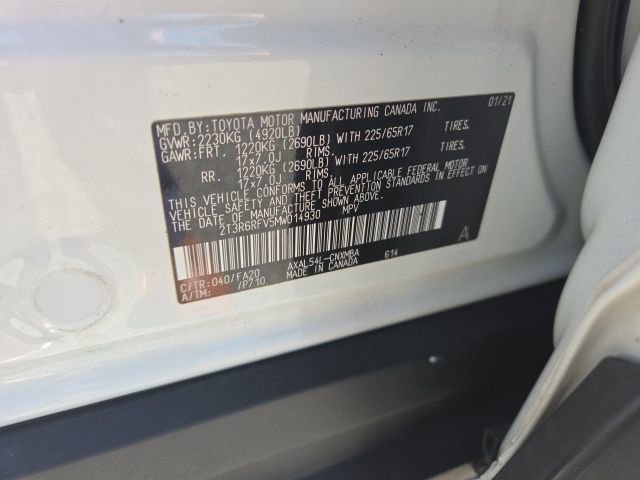 MFD.BY:TOYOTA MOTOR MANUFACTURING CANADA INC. 01/21
GVWR:2230KG (4920LB)
GAWR:FRT. 1220KG (2690LB) WITH 225/65R17 TIRES,
17x7.0J RIMS.
RR. 1220KG (2690LB) WITH 225/65R17 TIRES,
17x7.0J RIMS.
THIS VEHICLE CONFORMS TO ALL APPLICABLE FEDERAL MOTOR
VEHICLE SAFETY AND THEFT PREVENTION STANDARDS IN EFFECT ON
THE DATE OF MANUFACTURE SHOWN ABOVE.
2T3R6RFV5MW014930 MPV
C/TR:040/FA20 AXAL54L-CNXMBA 614 A
A/TM: /P710 MADE IN CANADA